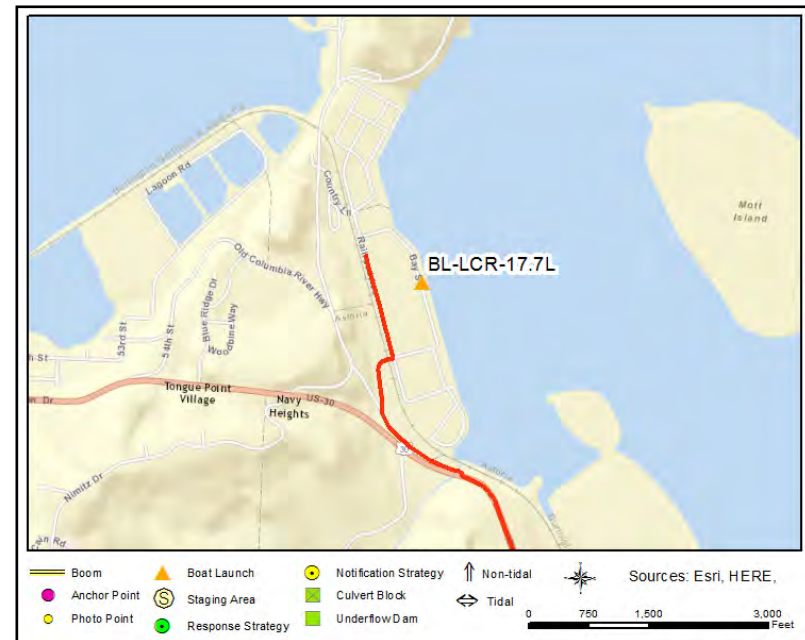 Lagoon Rd
Country Ln
Mott
Island
Bay S
BL-LCR-17.7L
Old Columbia River Hwy
Blue Ridge Dr
53rd St
54th St
Woodbine Way
Astoria
h St
n Dr
Tongue Point
Village
Navy
Heights
US-30
30
Astoria
Nimitz Dr
Boom
Boat Launch
Notification Strategy
Non-tidal
Sources: Esri, HERE,
Anchor Point
S
Staging Area
Culvert Block
Tidal
Photo Point
Response Strategy
Underflow Dam
0 750 1,500 3,000
Feet